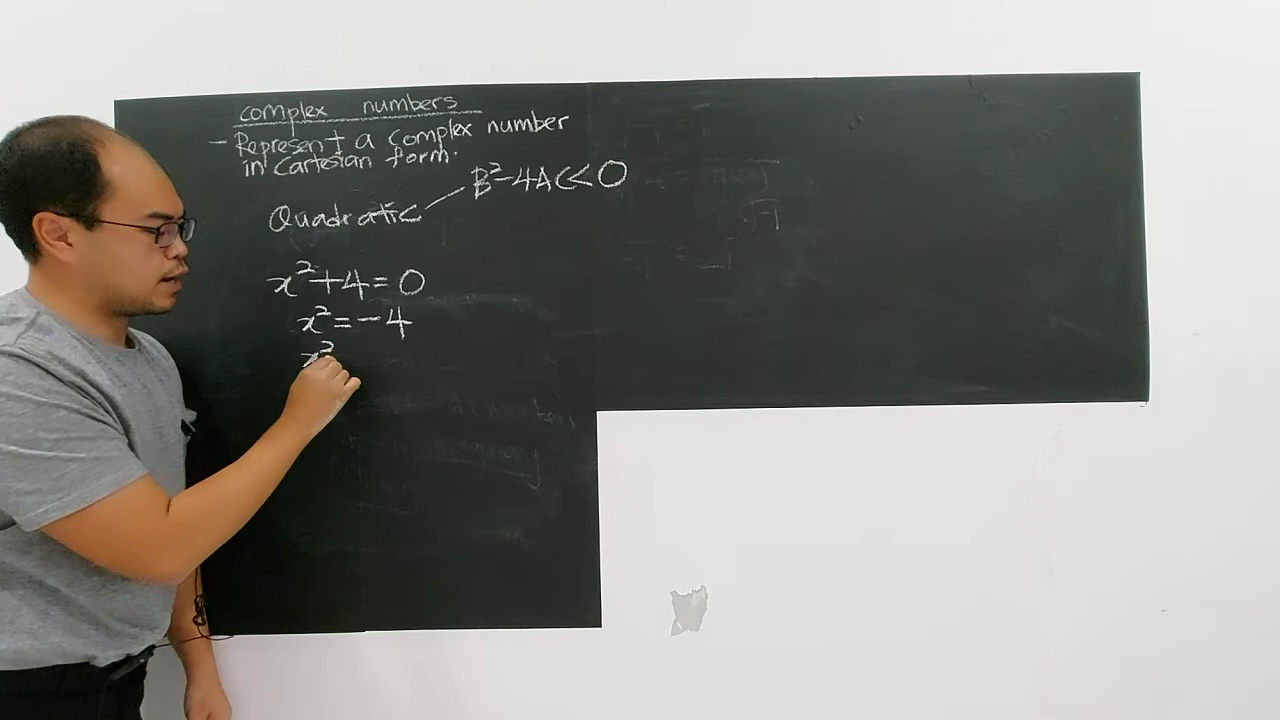 complex numbers
- Represent a complex number
in Cartesian form.
B²-4AC<0
Quadratic
x²+4=0
x²=-4
x²